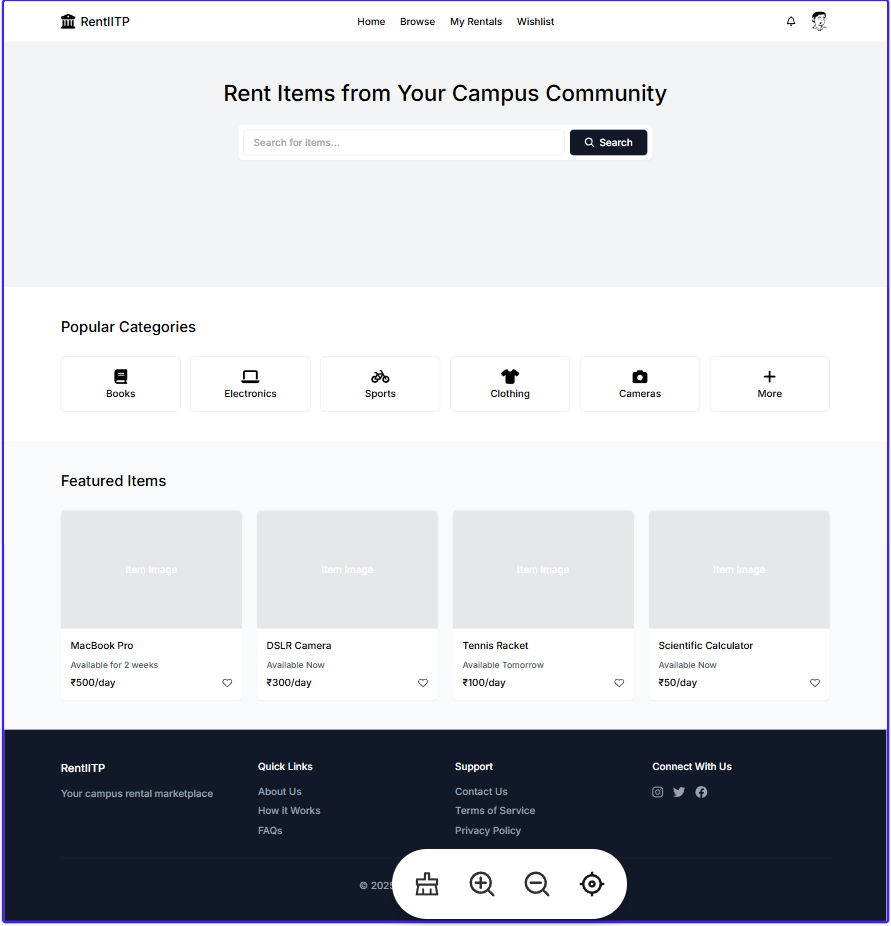 RentIITP
Home Browse My Rentals Wishlist
Rent Items from Your Campus Community
Search for items...
Search
Popular Categories
Books Electronics Sports Clothing Cameras More
Featured Items
Item Image Item Image Item Image Item Image
MacBook Pro DSLR Camera Tennis Racket Scientific Calculator
Available for 2 weeks Available Now Available Tomorrow Available Now
₹500/day ₹300/day ₹100/day ₹50/day
RentIITP Quick Links Support Connect With Us
Your campus rental marketplace About Us Contact Us
How it Works Terms of Service
FAQs Privacy Policy
© 2025